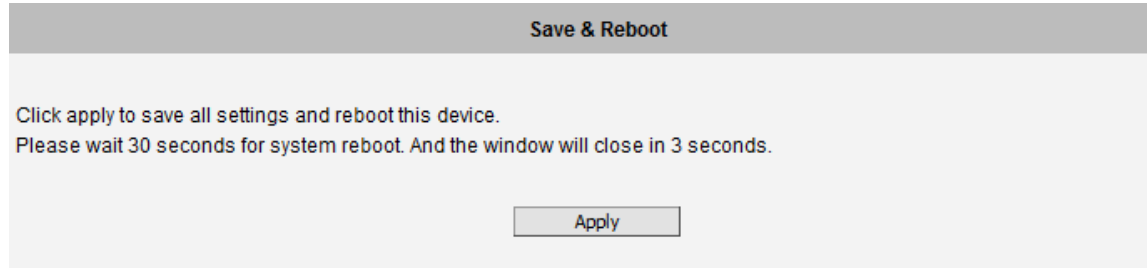 Save & Reboot
Click apply to save all settings and reboot this device.
Please wait 30 seconds for system reboot. And the window will close in 3 seconds.
Apply